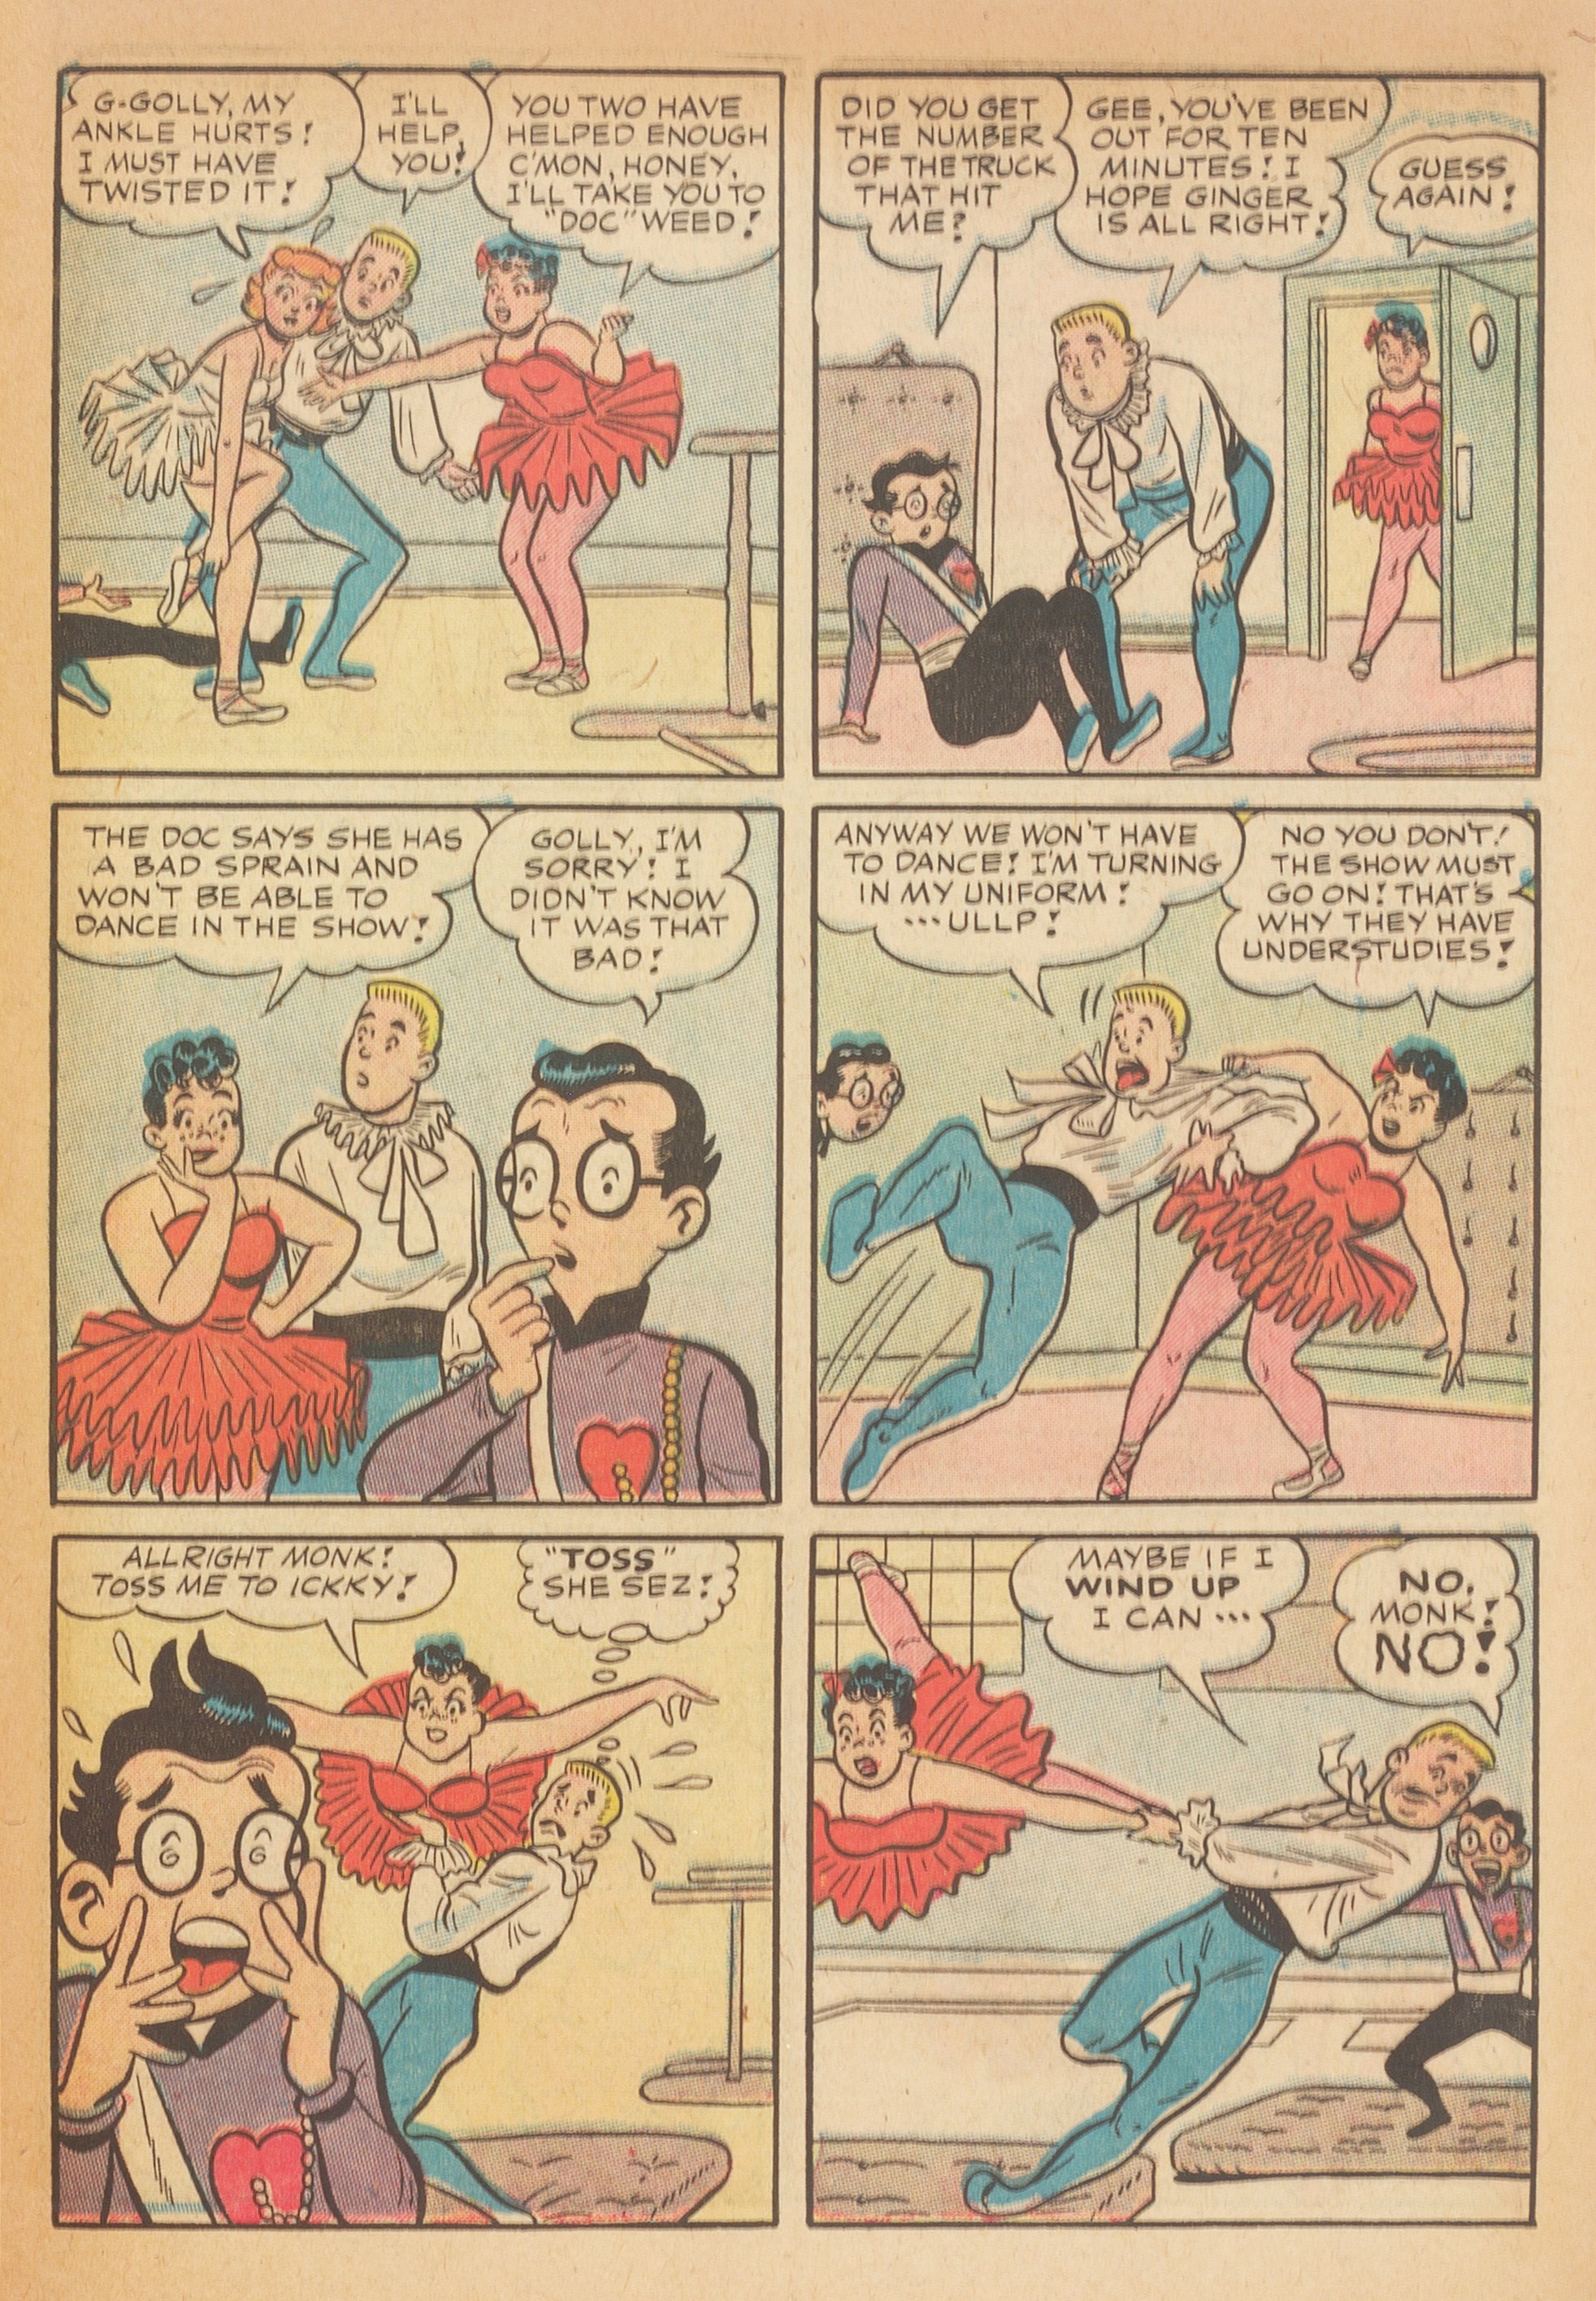 G-GOLLY, MY
ANKLE HURTS!
I MUST HAVE
TWISTED IT!
I'LL
HELP,
YOU!
YOU TWO HAVE
HELPED ENOUGH
C'MON, HONEY,
I'LL TAKE YOU TO
"DOC" WEED!
DID YOU GET
THE NUMBER
OF THE TRUCK
THAT HIT
ME?
GEE, YOU'VE BEEN
OUT FOR TEN
MINUTES! I
HOPE GINGER
IS ALL RIGHT!
GUESS
AGAIN!
THE DOC SAYS SHE HAS
A BAD SPRAIN AND
WON'T BE ABLE TO
DANCE IN THE SHOW!
GOLLY, I'M
SORRY! I
DIDN'T KNOW
IT WAS THAT
BAD!
ANYWAY WE WON'T HAVE
TO DANCE! I'M TURNING
IN MY UNIFORM!
...ULLP!
NO YOU DON'T!
THE SHOW MUST
GO ON! THAT'S
WHY THEY HAVE
UNDERSTUDIES!
ALLRIGHT MONK!
TOSS ME TO ICKKY!
"TOSS"
SHE SEZ!
MAYBE IF I
WIND UP
I CAN ...
NO,
MONK!
NO!